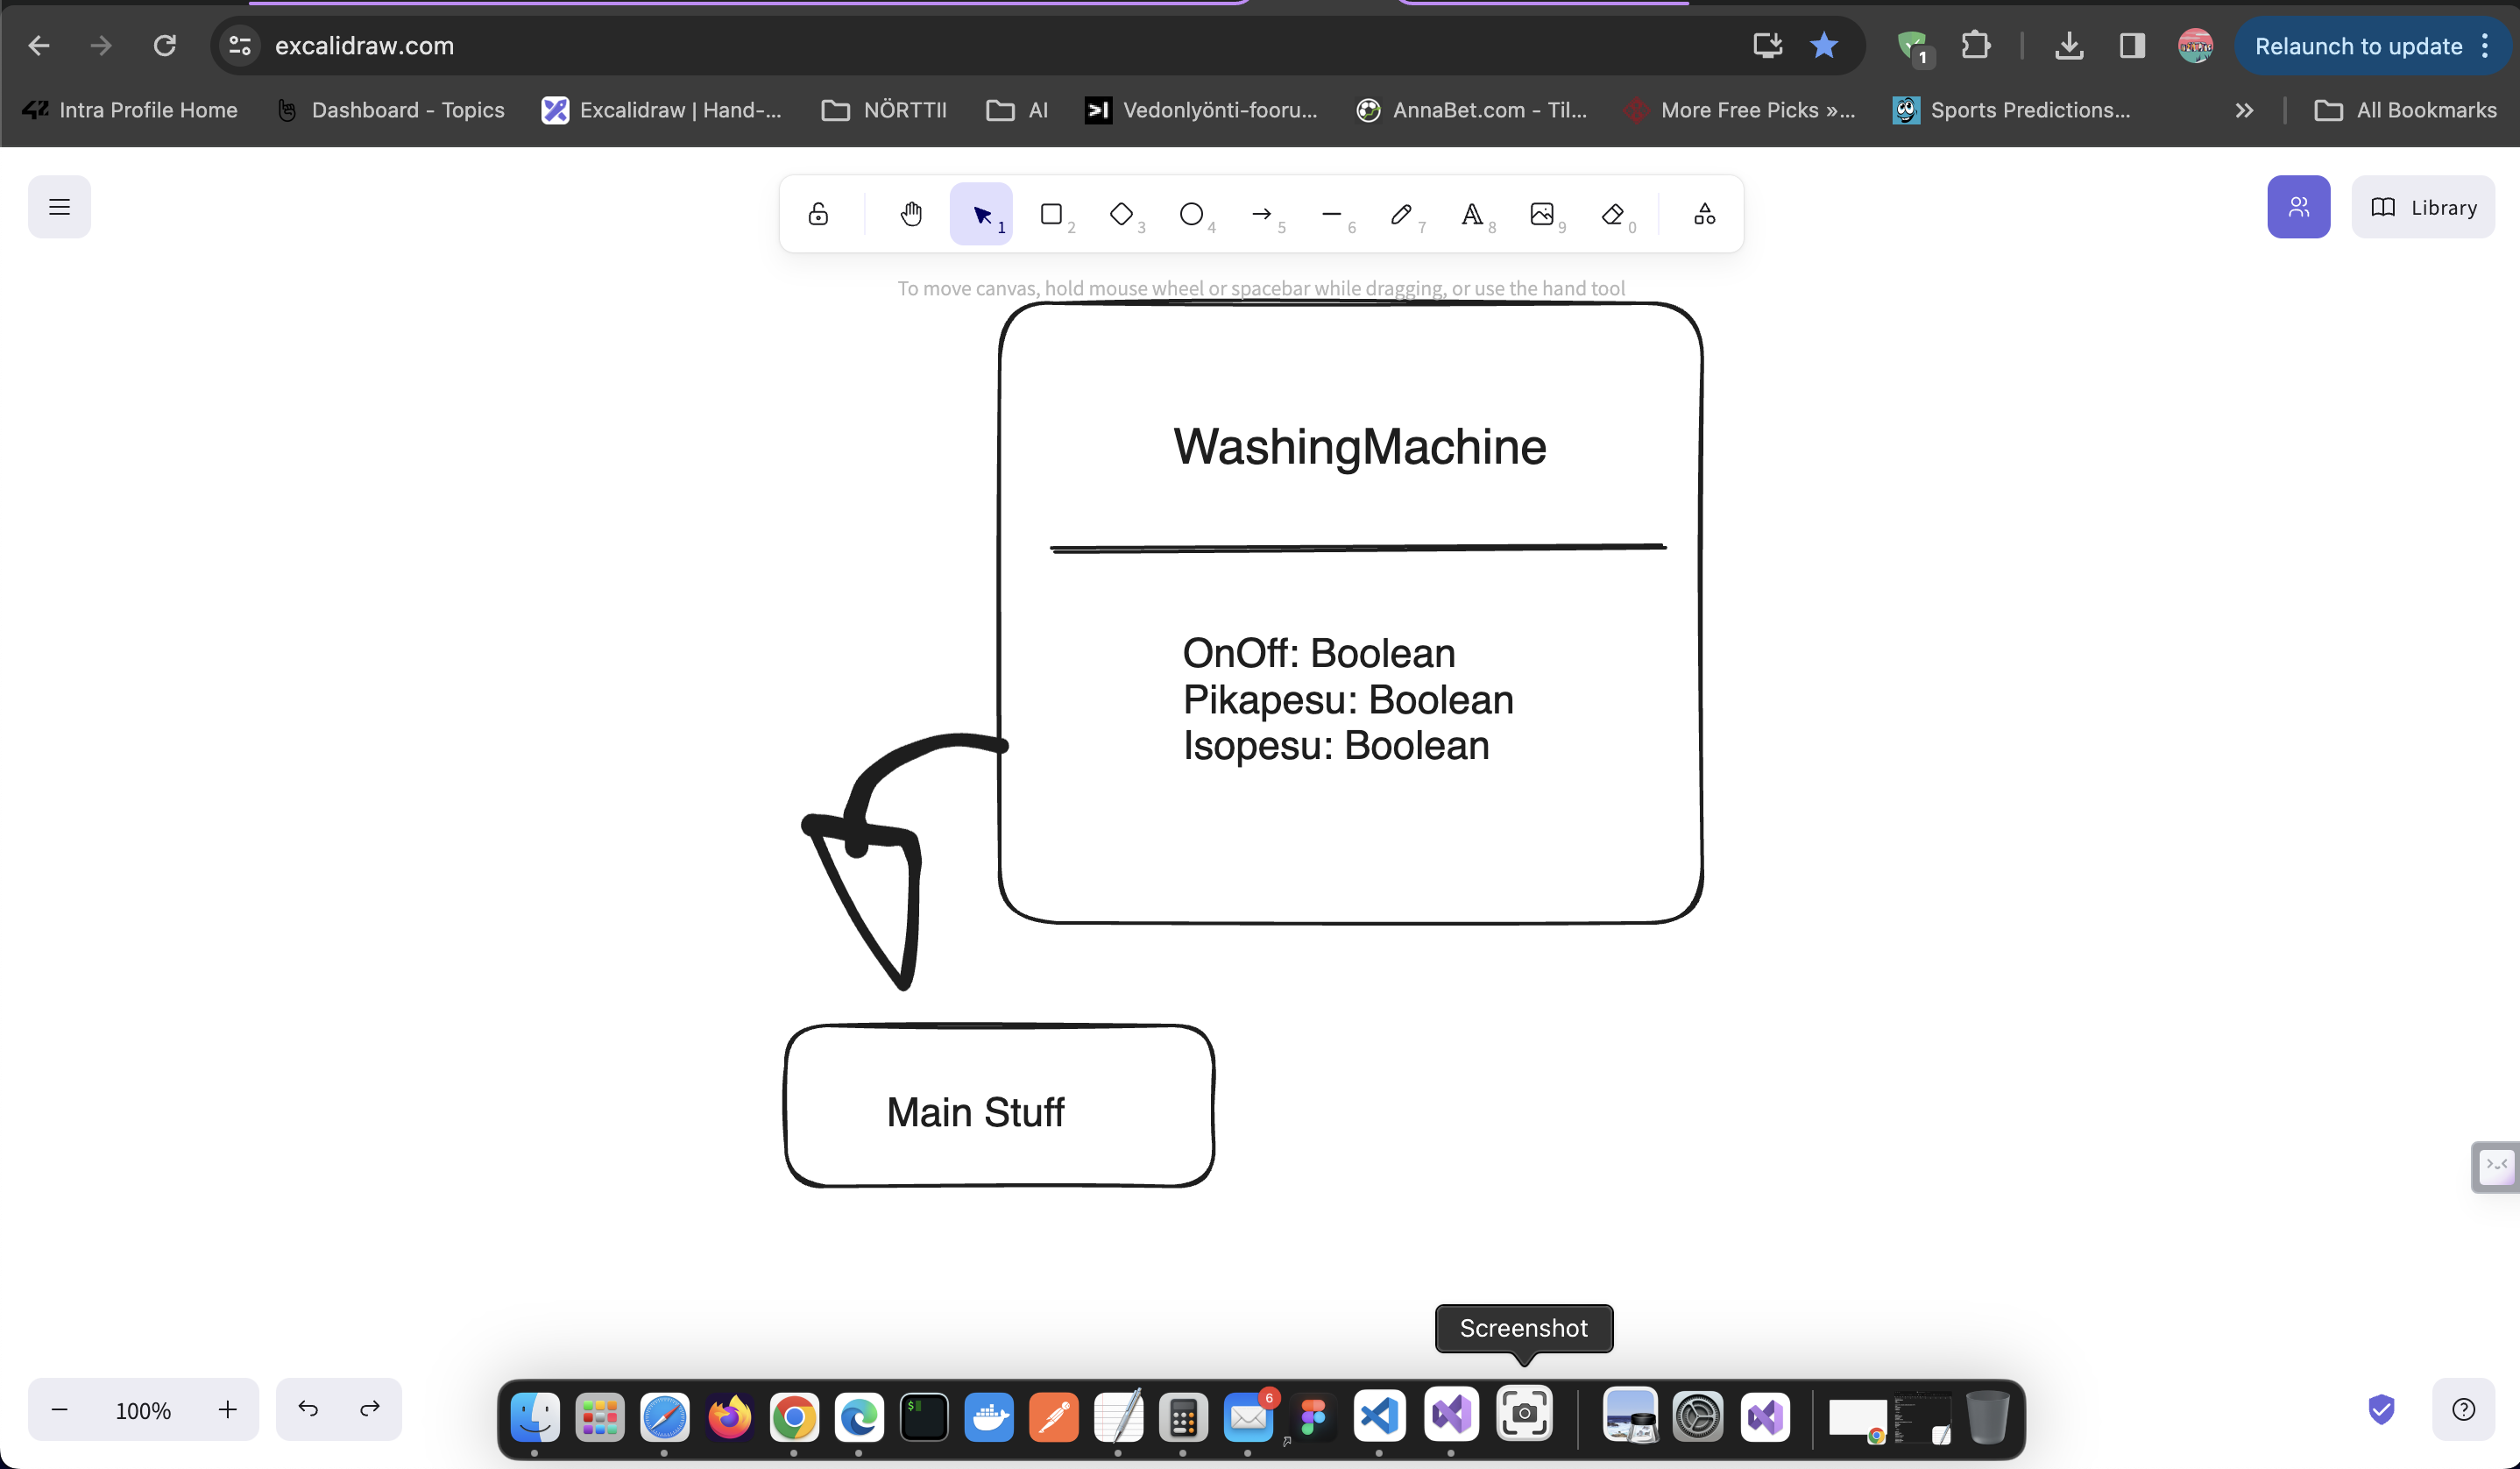 excalidraw.com
1
Relaunch to update
42 Intra Profile Home
Dashboard - Topics
Excalidraw | Hand-...
NÖRTTII
AI
Vedonlyönti-fooru...
AnnaBet.com - Til...
More Free Picks »...
Sports Predictions...
All Bookmarks
1
2
3
4
5
6
7
A 8
9
0
Library
To move canvas, hold mouse wheel or spacebar while dragging, or use the hand tool
WashingMachine
OnOff: Boolean
Pikapesu: Boolean
Isopesu: Boolean
Main Stuff
Screenshot
100%
$
6